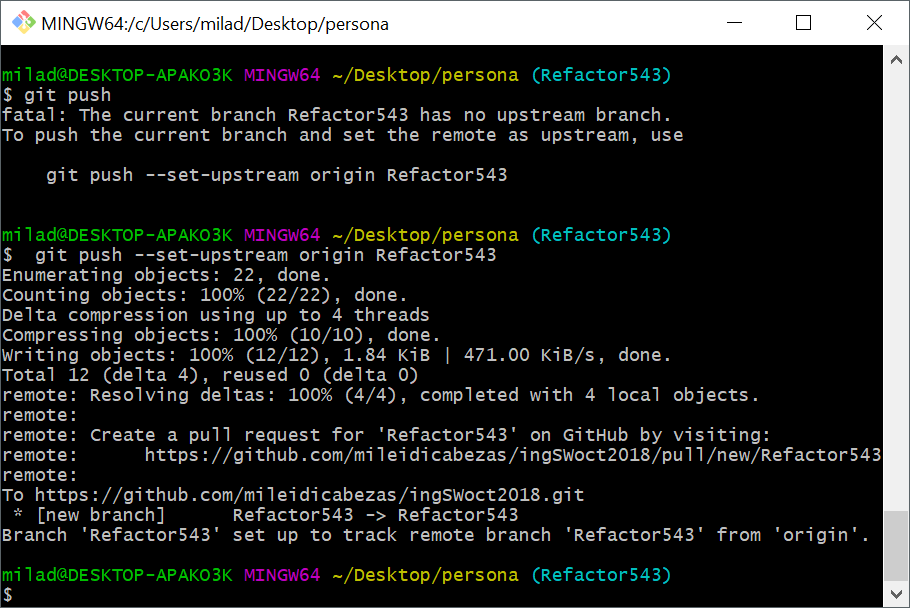 MINGW64:/c/Users/milad/Desktop/persona
milad@DESKTOP-APAKO3K MINGW64 ~/Desktop/persona (Refactor543)
$ git push
fatal: The current branch Refactor543 has no upstream branch.
To push the current branch and set the remote as upstream, use
    git push --set-upstream origin Refactor543
milad@DESKTOP-APAKO3K MINGW64 ~/Desktop/persona (Refactor543)
$  git push --set-upstream origin Refactor543
Enumerating objects: 22, done.
Counting objects: 100% (22/22), done.
Delta compression using up to 4 threads
Compressing objects: 100% (10/10), done.
Writing objects: 100% (12/12), 1.84 KiB | 471.00 KiB/s, done.
Total 12 (delta 4), reused 0 (delta 0)
remote: Resolving deltas: 100% (4/4), completed with 4 local objects.
remote:
remote: Create a pull request for 'Refactor543' on GitHub by visiting:
remote:      https://github.com/mileidicabezas/ingSWoct2018/pull/new/Refactor543
remote:
To https://github.com/mileidicabezas/ingSWoct2018.git
 * [new branch]      Refactor543 -> Refactor543
Branch 'Refactor543' set up to track remote branch 'Refactor543' from 'origin'.
milad@DESKTOP-APAKO3K MINGW64 ~/Desktop/persona (Refactor543)
$